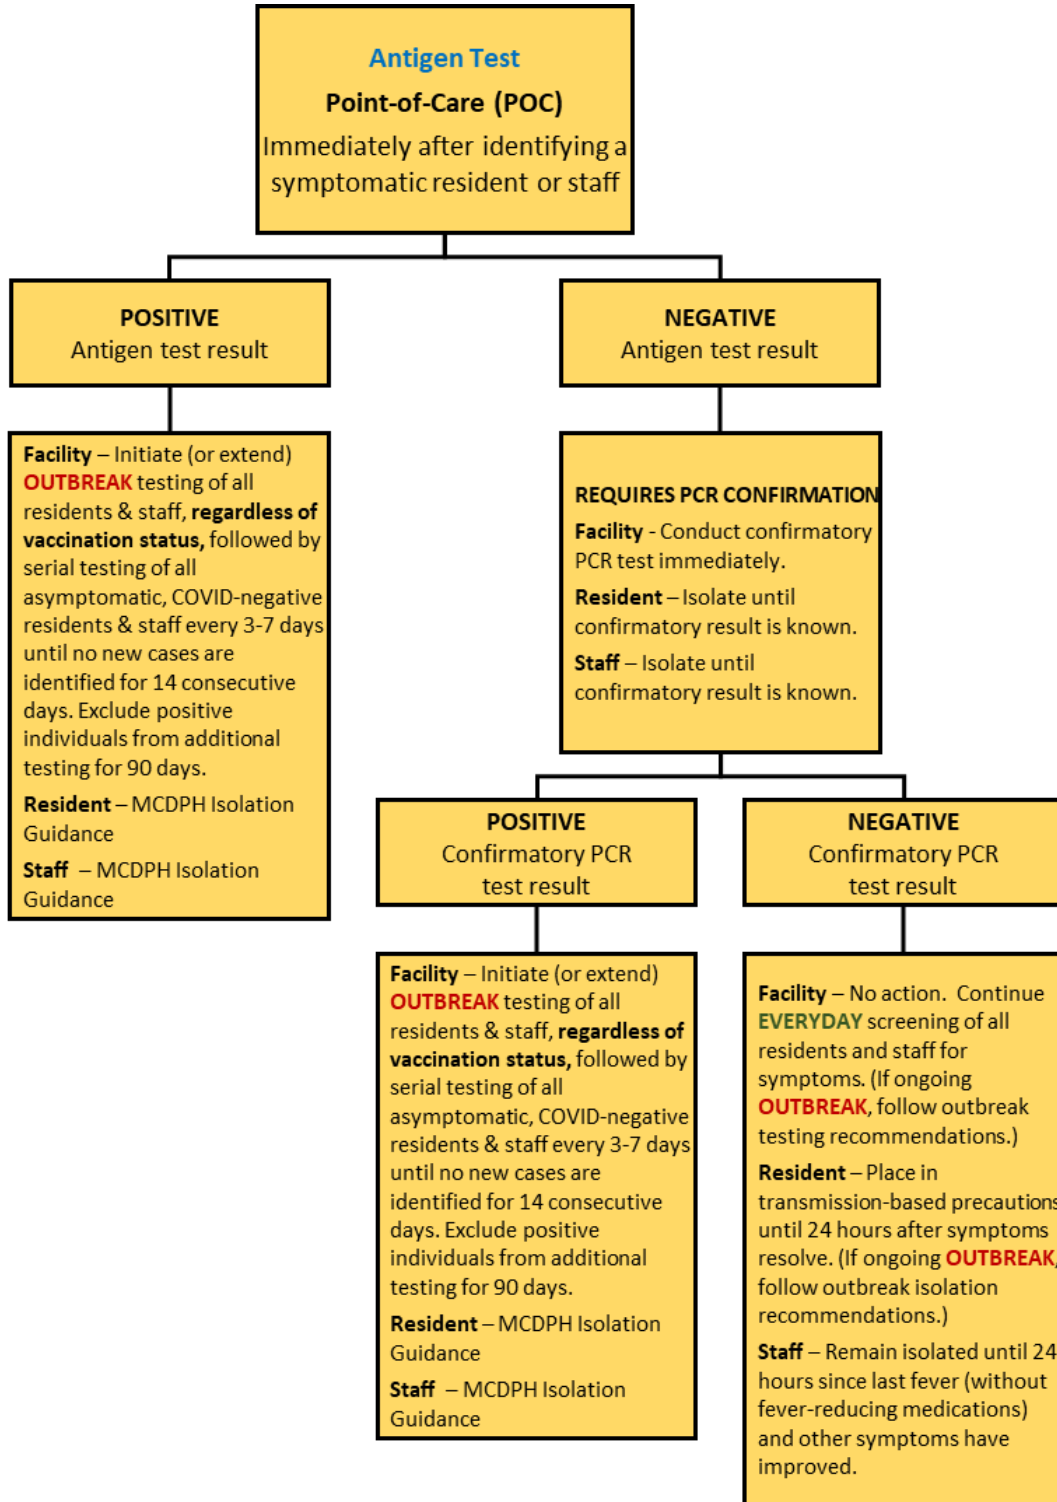 Antigen Test
Point-of-Care (POC)
Immediately after identifying a
symptomatic resident or staff
POSITIVE
Antigen test result
NEGATIVE
Antigen test result
Facility – Initiate (or extend)
OUTBREAK testing of all
residents & staff, regardless of
vaccination status, followed by
serial testing of all
asymptomatic, COVID-negative
residents & staff every 3-7 days
until no new cases are
identified for 14 consecutive
days. Exclude positive
individuals from additional
testing for 90 days.
Resident – MCDPH Isolation
Guidance
Staff – MCDPH Isolation
Guidance
REQUIRES PCR CONFIRMATION
Facility - Conduct confirmatory
PCR test immediately.
Resident – Isolate until
confirmatory result is known.
Staff – Isolate until
confirmatory result is known.
POSITIVE
Confirmatory PCR
test result
NEGATIVE
Confirmatory PCR
test result
Facility – Initiate (or extend)
OUTBREAK testing of all
residents & staff, regardless of
vaccination status, followed by
serial testing of all
asymptomatic, COVID-negative
residents & staff every 3-7 days
until no new cases are
identified for 14 consecutive
days. Exclude positive
individuals from additional
testing for 90 days.
Resident – MCDPH Isolation
Guidance
Staff – MCDPH Isolation
Guidance
Facility – No action. Continue
EVERYDAY screening of all
residents and staff for
symptoms. (If ongoing
OUTBREAK, follow outbreak
testing recommendations.)
Resident – Place in
transmission-based precautions
until 24 hours after symptoms
resolve. (If ongoing OUTBREAK,
follow outbreak isolation
recommendations.)
Staff – Remain isolated until 24
hours since last fever (without
fever-reducing medications)
and other symptoms have
improved.